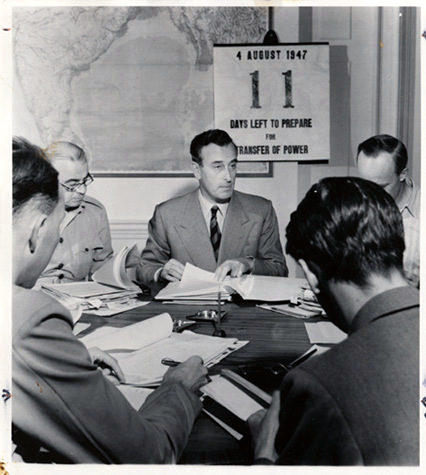 4 AUGUST 1947
11
DAYS LEFT TO PREPARE
FOR
TRANSFER OF POWER